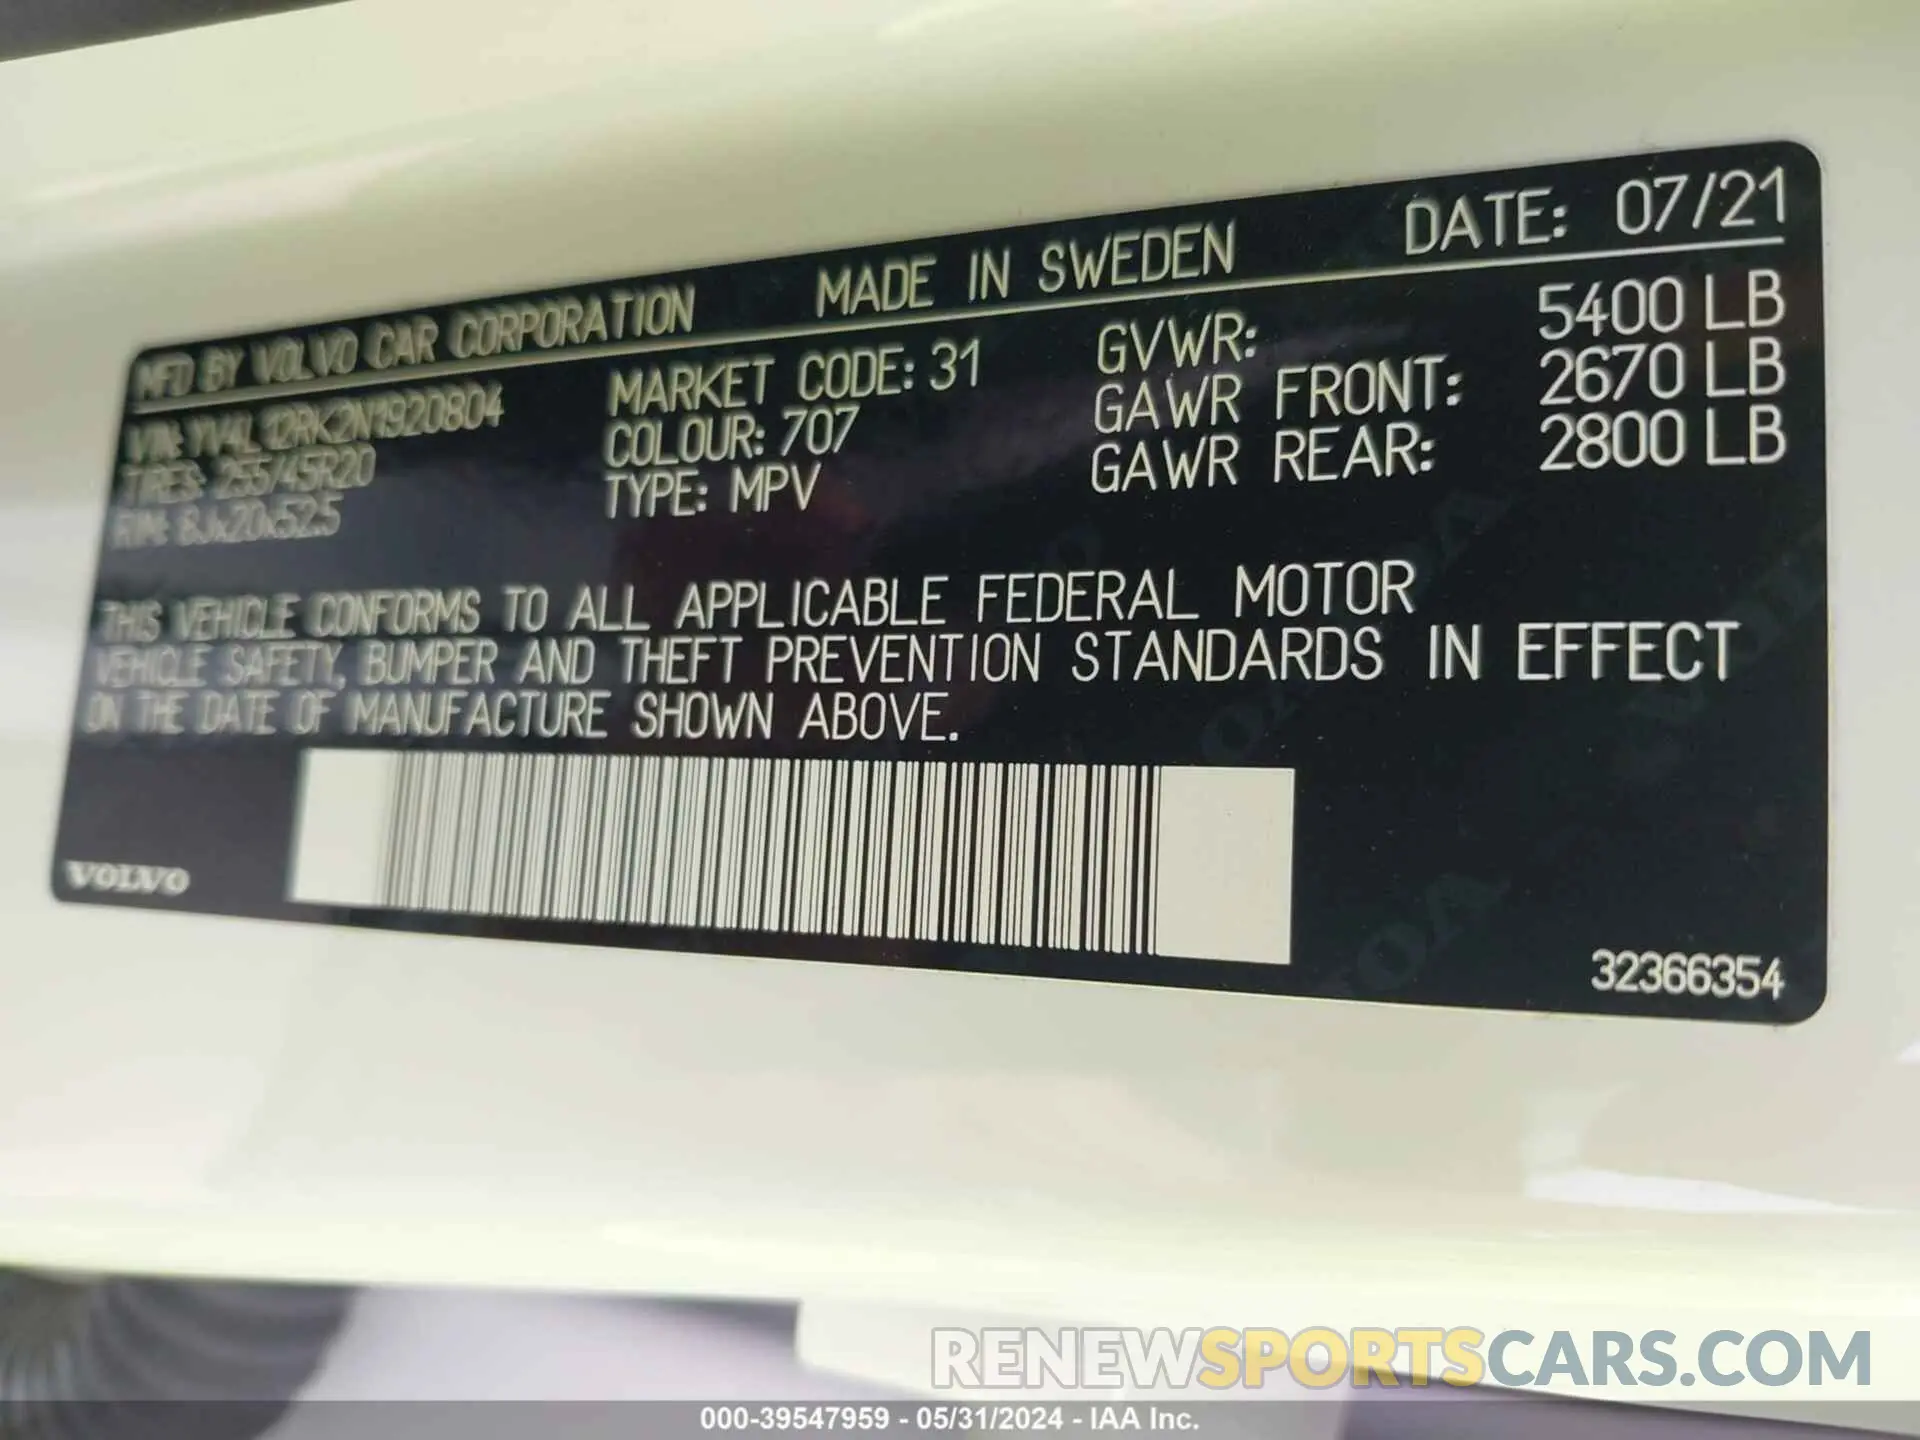 MFD BY VOLVO CAR CORPORATION MADE IN SWEDEN DATE: 07/21
VIN: YV4L12RK2N1920804 MARKET CODE: 31 GVWR: 5400 LB
TIRES: 255/45R20 COLOUR: 707 GAWR FRONT: 2670 LB
RIM: 8Jx20x52.5 TYPE: MPV GAWR REAR: 2800 LB
THIS VEHICLE CONFORMS TO ALL APPLICABLE FEDERAL MOTOR
VEHICLE SAFETY, BUMPER AND THEFT PREVENTION STANDARDS IN EFFECT
ON THE DATE OF MANUFACTURE SHOWN ABOVE.
VOLVO
32366354
RENEWSPORTSCARS.COM
000-39547959 - 05/31/2024 - IAA Inc.